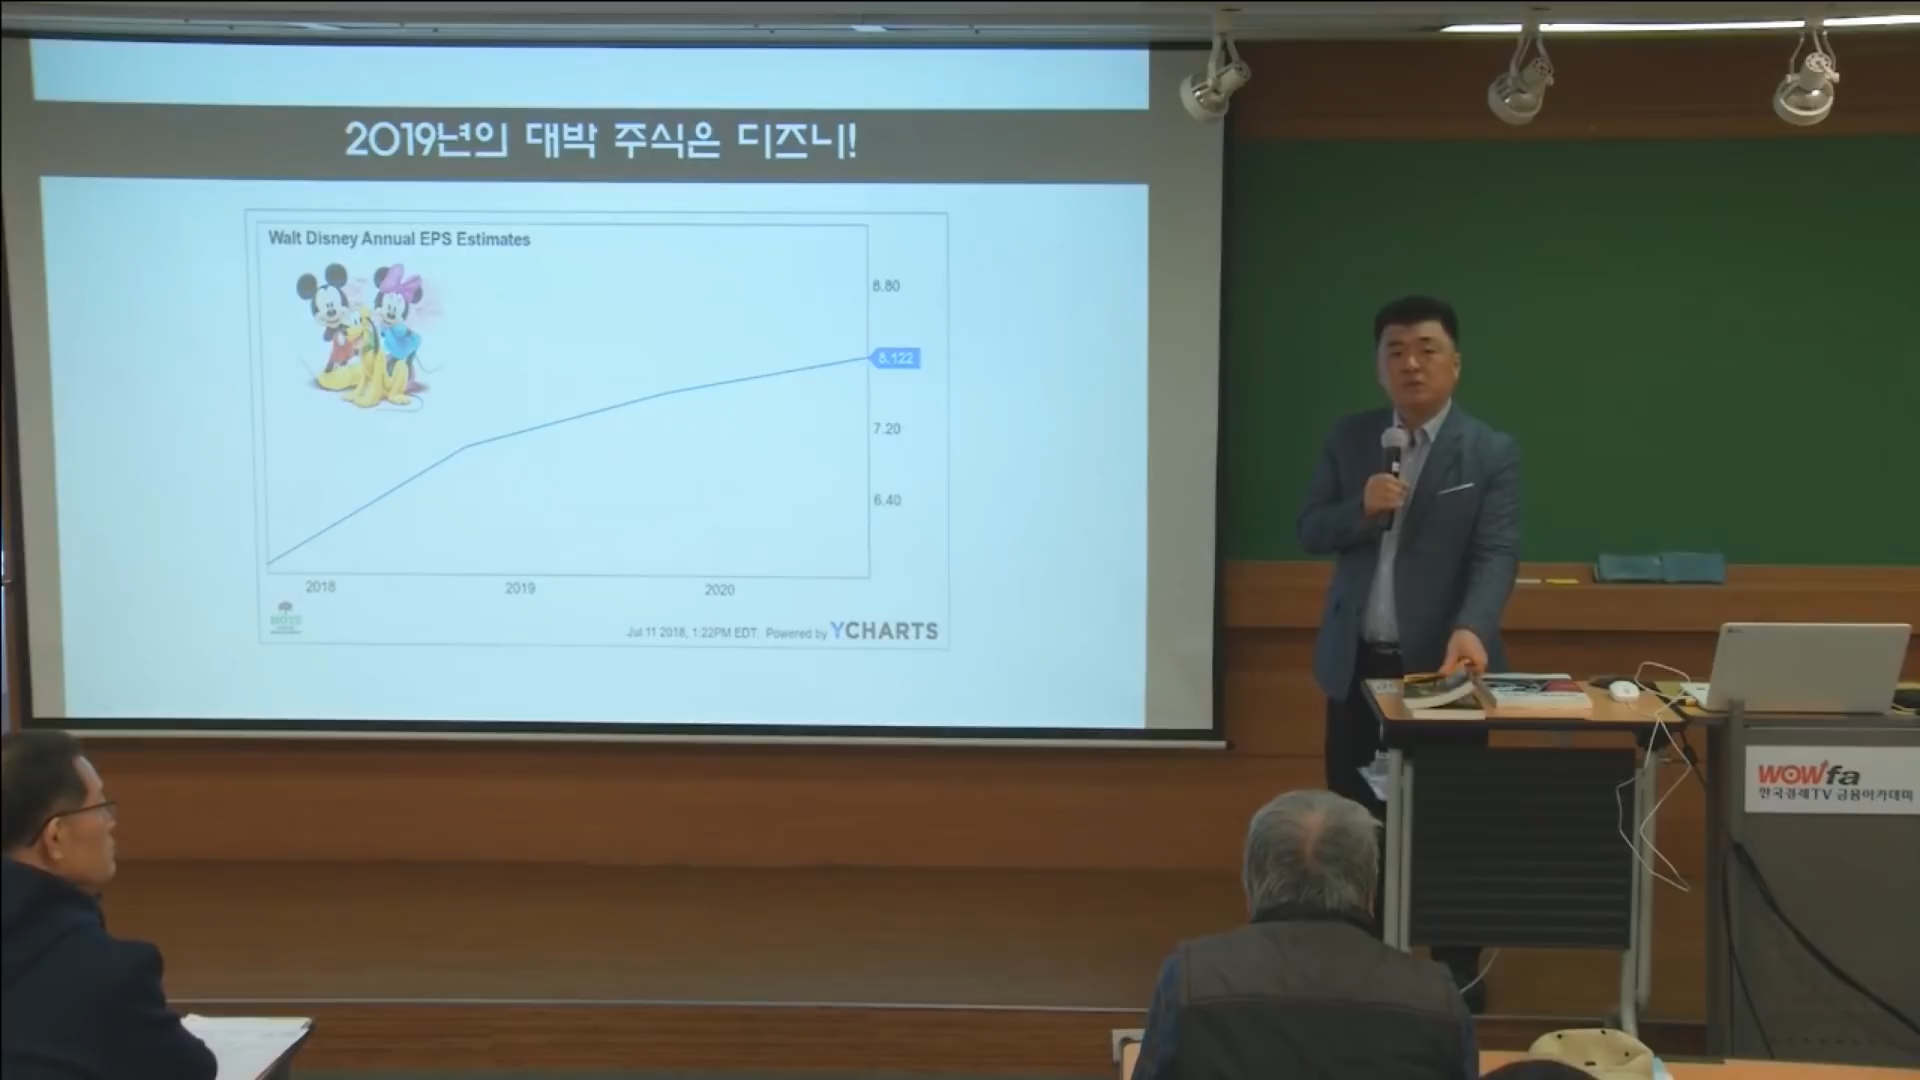 2019년의 대박 주식은 디즈니!
Walt Disney Annual EPS Estimates
8.80
8.122
7.20
6.40
2018 2019 2020
Jul 11 2018, 1:22PM EDT. Powered by YCHARTS
WOWfa
한국경제TV 금융아카데미